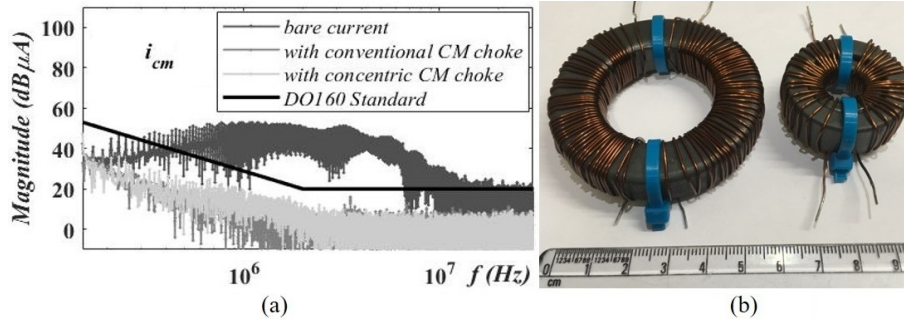 (a)
100
80
60
40
20
0
Magnitude (dBμA)
i_cm
bare current
with conventional CM choke
with concentric CM choke
DO160 Standard
10^6
10^7
f (Hz)
0 1 2 3 4 5 6 7 8 9
cm
(a)
(b)